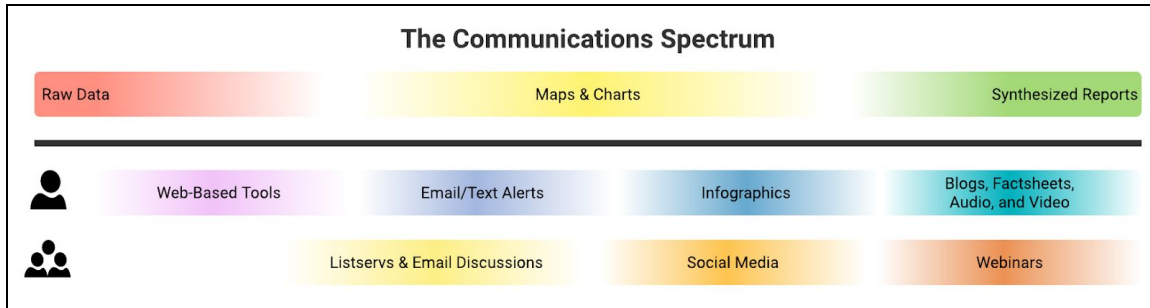 The Communications Spectrum
Raw Data
Maps & Charts
Synthesized Reports
Web-Based Tools
Email/Text Alerts
Infographics
Blogs, Factsheets,
Audio, and Video
Listservs & Email Discussions
Social Media
Webinars